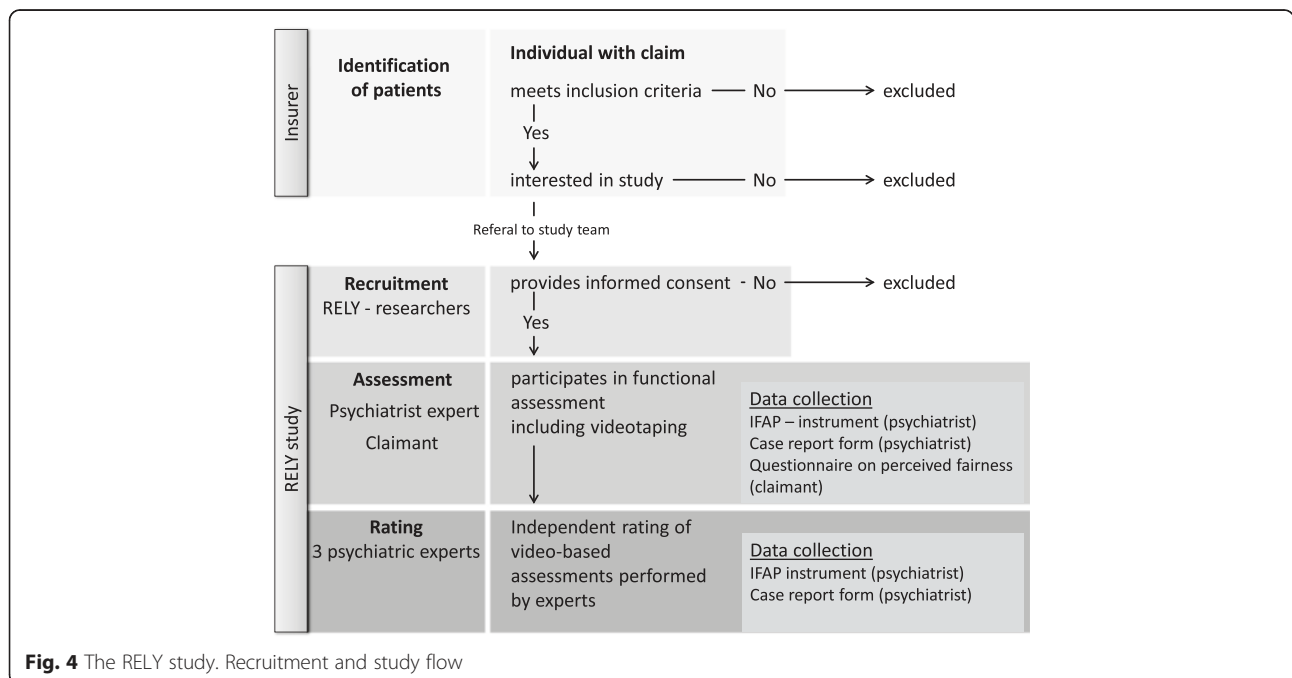 Insurer
Identification
of patients
Individual with claim
meets inclusion criteria — No → excluded
Yes
interested in study — No → excluded
Referal to study team
RELY study
Recruitment
RELY - researchers
provides informed consent - No → excluded
Yes
Assessment
Psychiatrist expert
Claimant
participates in functional
assessment
including videotaping
Data collection
IFAP – instrument (psychiatrist)
Case report form (psychiatrist)
Questionnaire on perceived fairness
(claimant)
Rating
3 psychiatric experts
Independent rating of
video-based
assessments performed
by experts
Data collection
IFAP instrument (psychiatrist)
Case report form (psychiatrist)
Fig. 4 The RELY study. Recruitment and study flow